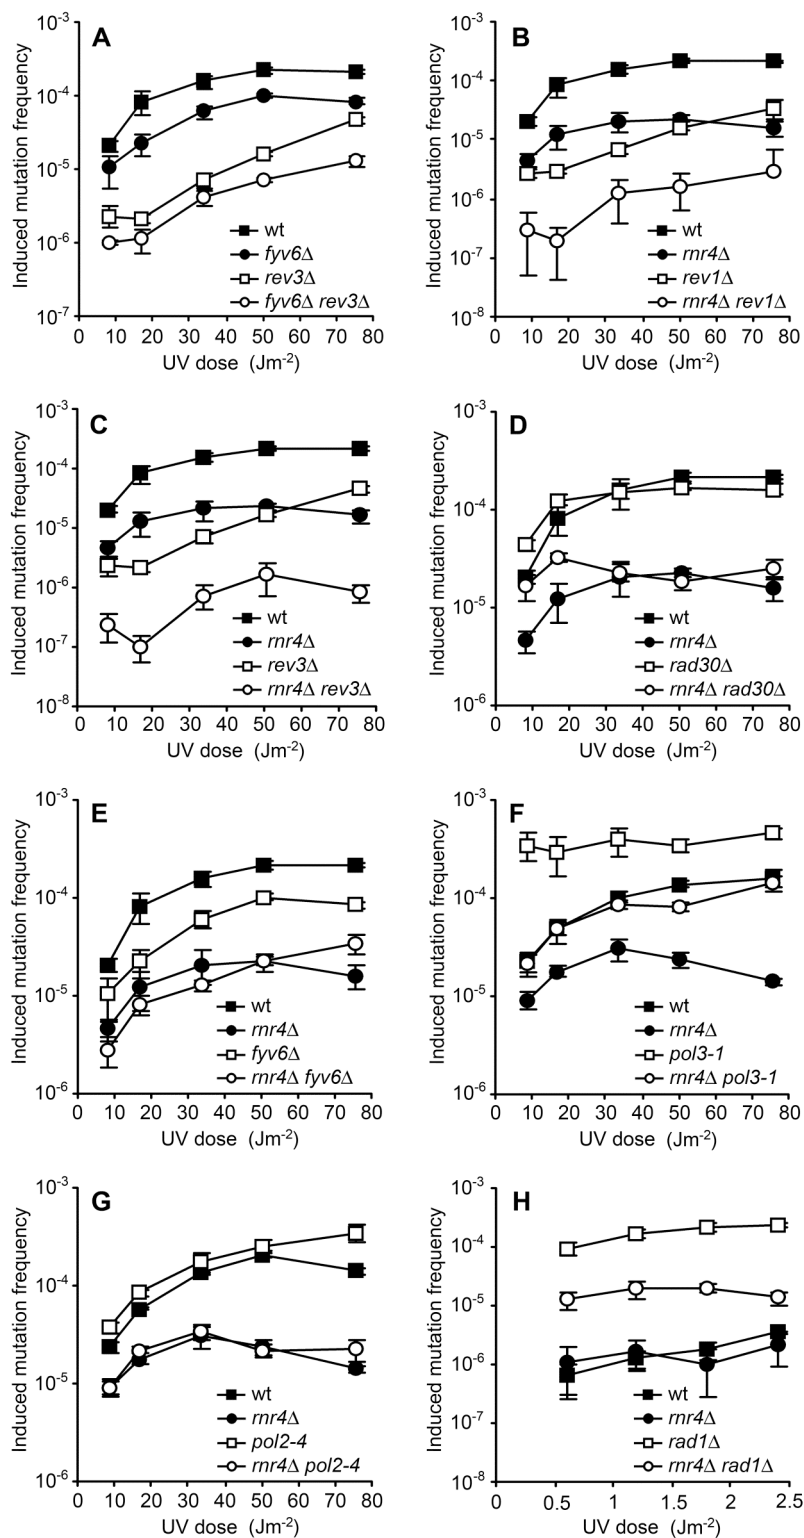 A
Induced mutation frequency
10-3
10-4
10-5
10-6
10-7
wt
fyv6Δ
rev3Δ
fyv6Δ rev3Δ
0 10 20 30 40 50 60 70 80
UV dose (Jm-2)
B
Induced mutation frequency
10-3
10-4
10-5
10-6
10-7
10-8
wt
rnr4Δ
rev1Δ
rnr4Δ rev1Δ
0 10 20 30 40 50 60 70 80
UV dose (Jm-2)
C
Induced mutation frequency
10-3
10-4
10-5
10-6
10-7
10-8
wt
rnr4Δ
rev3Δ
rnr4Δ rev3Δ
0 10 20 30 40 50 60 70 80
UV dose (Jm-2)
D
Induced mutation frequency
10-3
10-4
10-5
10-6
wt
rnr4Δ
rad30Δ
rnr4Δ rad30Δ
0 10 20 30 40 50 60 70 80
UV dose (Jm-2)
E
Induced mutation frequency
10-3
10-4
10-5
10-6
wt
rnr4Δ
fyv6Δ
rnr4Δ fyv6Δ
0 10 20 30 40 50 60 70 80
UV dose (Jm-2)
F
Induced mutation frequency
10-3
10-4
10-5
10-6
wt
rnr4Δ
pol3-1
rnr4Δ pol3-1
0 10 20 30 40 50 60 70 80
UV dose (Jm-2)
G
Induced mutation frequency
10-3
10-4
10-5
10-6
wt
rnr4Δ
pol2-4
rnr4Δ pol2-4
0 10 20 30 40 50 60 70 80
UV dose (Jm-2)
H
Induced mutation frequency
10-3
10-4
10-5
10-6
10-7
10-8
wt
rnr4Δ
rad1Δ
rnr4Δ rad1Δ
0 0.5 1 1.5 2 2.5
UV dose (Jm-2)